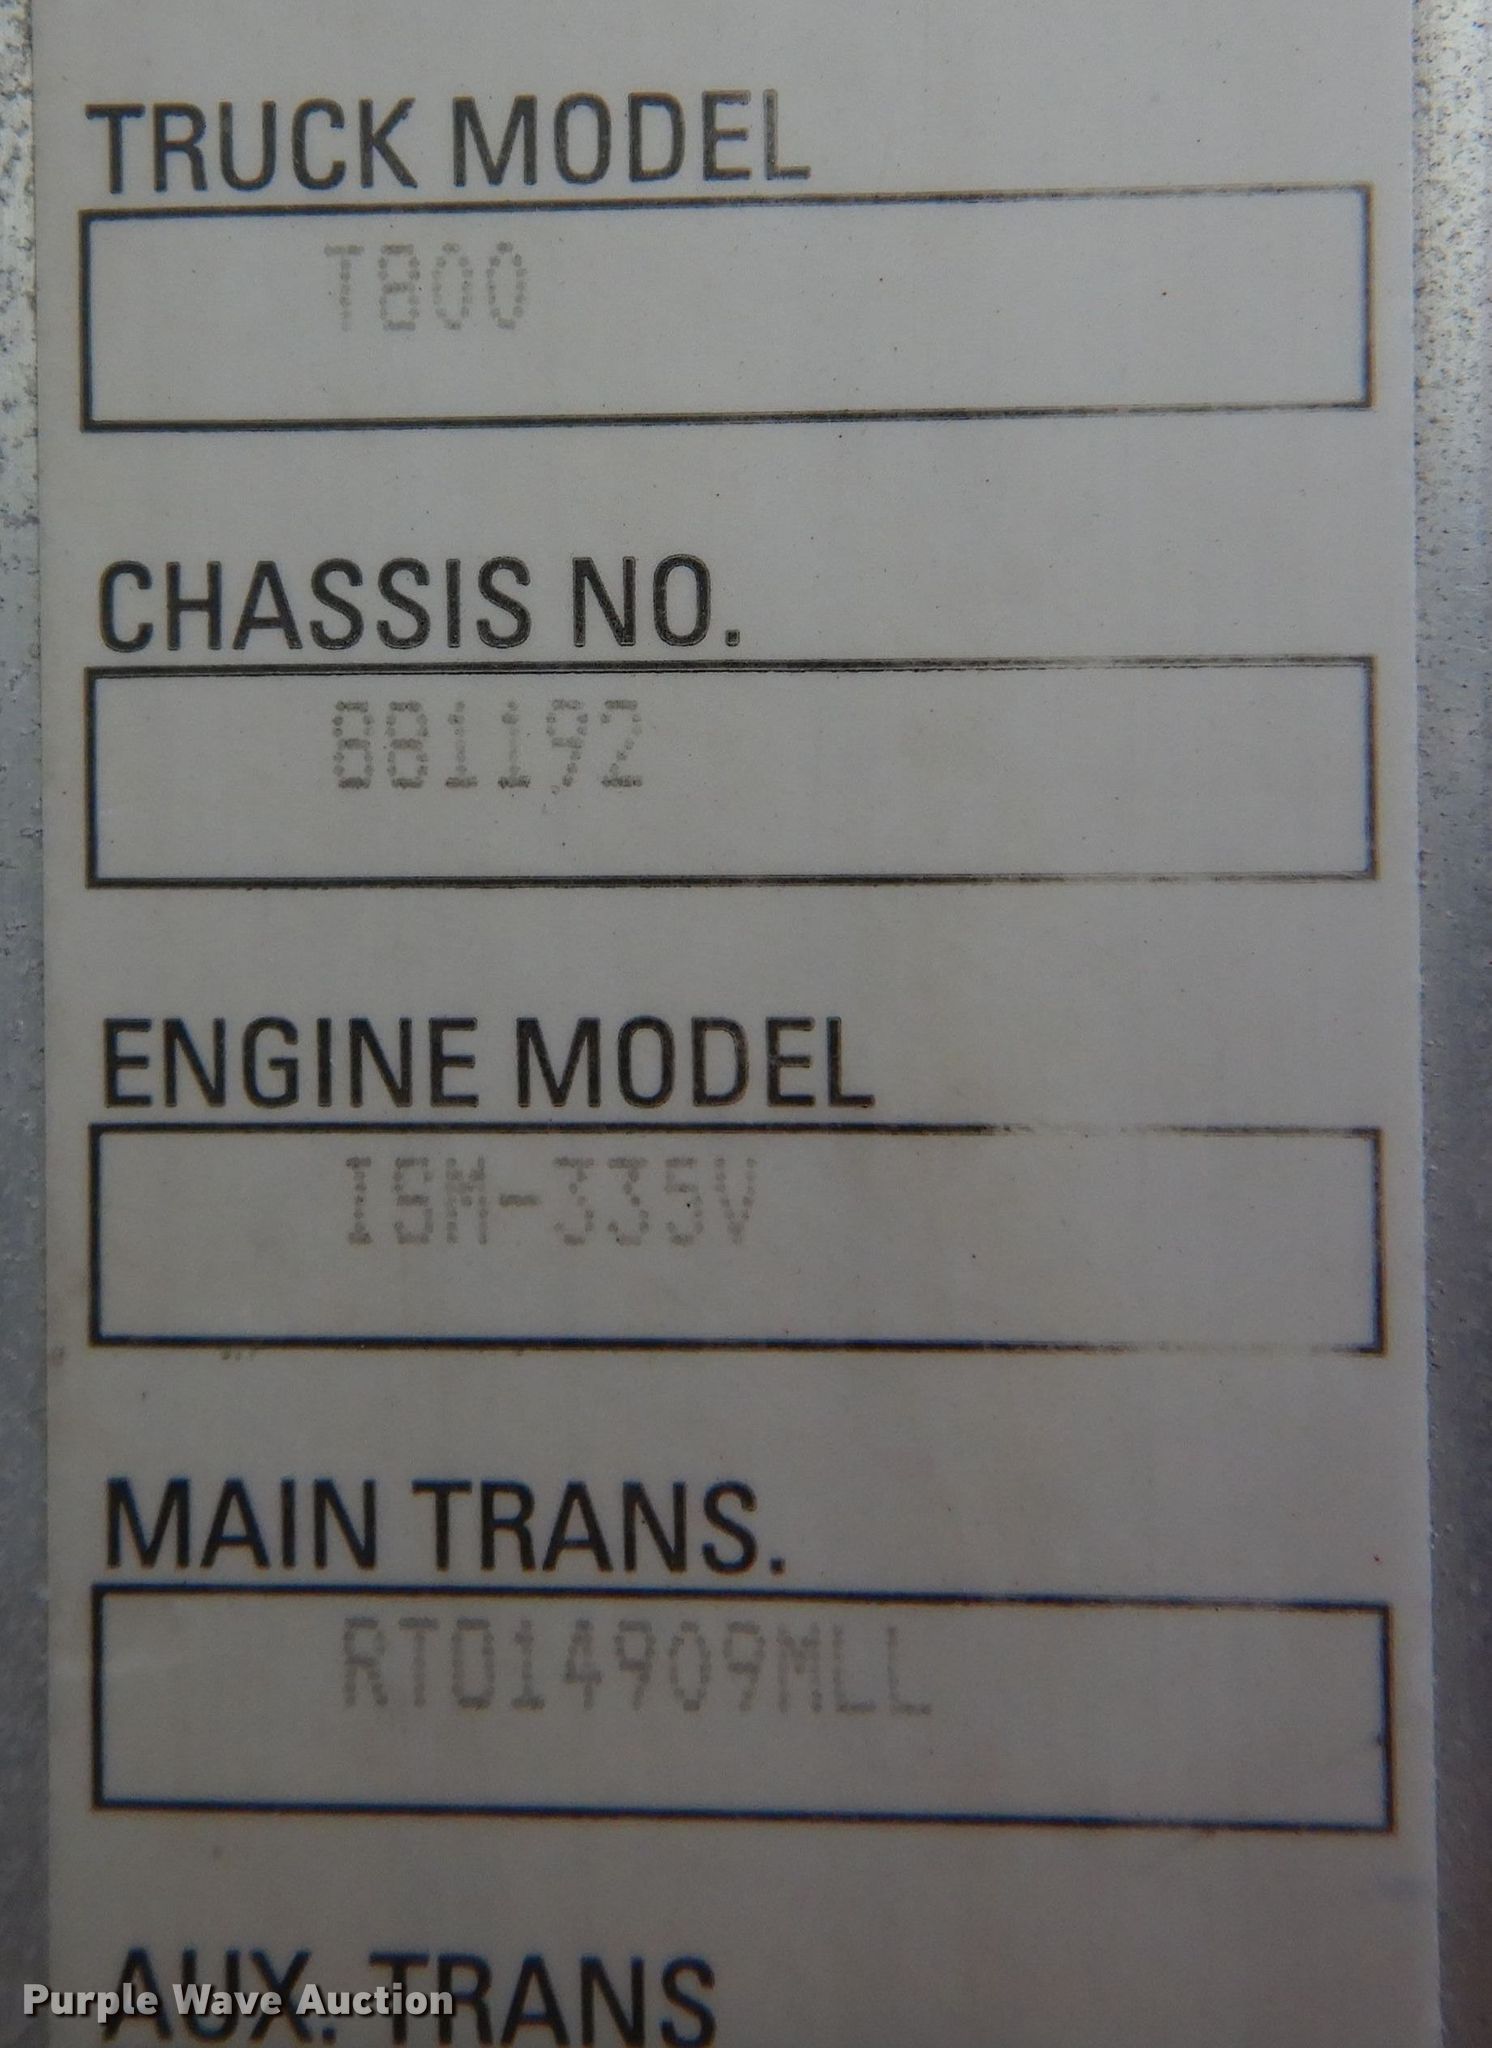 TRUCK MODEL
T800
CHASSIS NO.
881192
ENGINE MODEL
ISM-335V
MAIN TRANS.
RTO14909MLL
AUX. TRANS
Purple Wave Auction